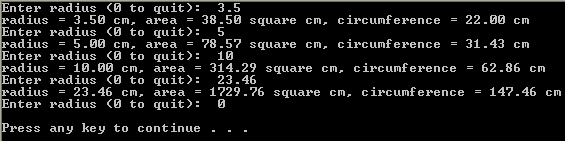 Enter radius (0 to quit):  3.5
radius = 3.50 cm, area = 38.50 square cm, circumference = 22.00 cm
Enter radius (0 to quit):  5
radius = 5.00 cm, area = 78.57 square cm, circumference = 31.43 cm
Enter radius (0 to quit):  10
radius = 10.00 cm, area = 314.29 square cm, circumference = 62.86 cm
Enter radius (0 to quit):  23.46
radius = 23.46 cm, area = 1729.76 square cm, circumference = 147.46 cm
Enter radius (0 to quit):  0
Press any key to continue . . .